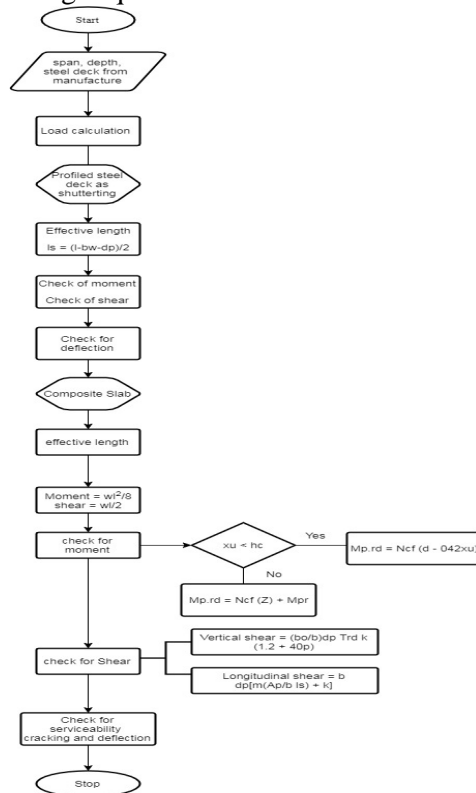 Start
span, depth,
steel deck from
manufacture
Load calculation
Profiled steel
deck as
shutterting
Effective length
ls = (l-bw-dp)/2
Check of moment
Check of shear
Check for
deflection
Composite Slab
effective length
Moment = wl²/8
shear = wl/2
check for
moment
xu < hc
Yes
Mp.rd = Ncf (d - 042xu)
No
Mp.rd = Ncf (Z) + Mpr
check for Shear
Vertical shear = (bo/b)dp Trd k
(1.2 + 40p)
Longitudinal shear = b
dp[m(Ap/b ls) + k]
Check for
serviceability
cracking and deflection
Stop